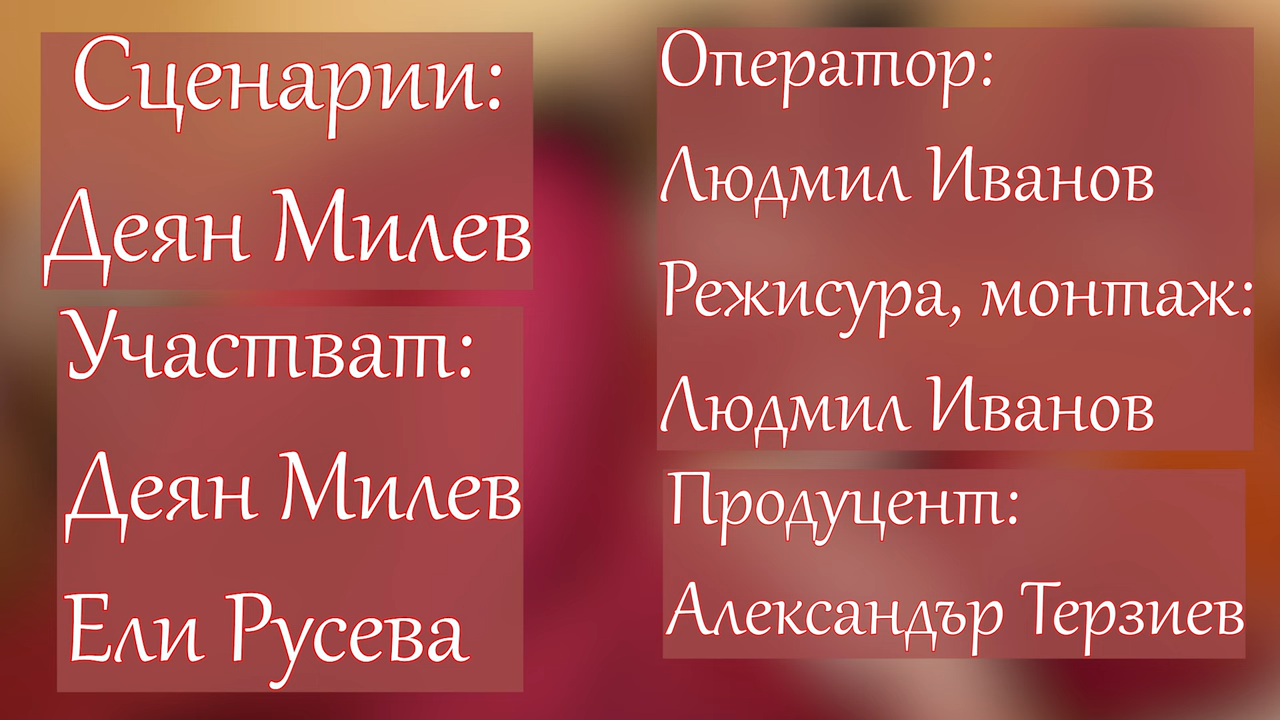 Сценарии:
Деян Милев
Участват:
Деян Милев
Ели Русева
Оператор:
Людмил Иванов
Режисура, монтаж:
Людмил Иванов
Продуцент:
Александър Терзиев